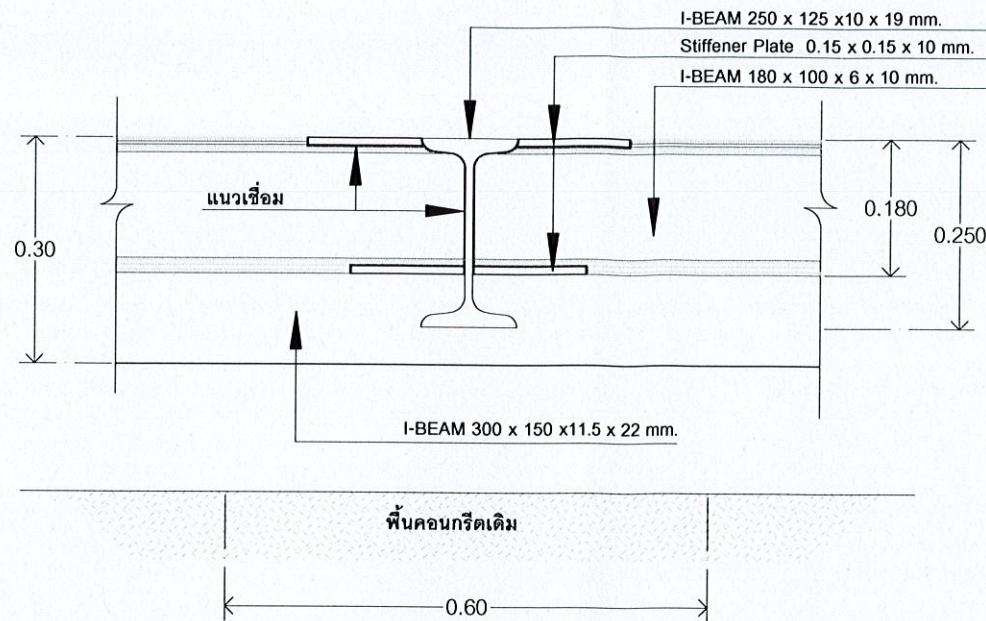 I-BEAM 250 x 125 x10 x 19 mm.
Stiffener Plate 0.15 x 0.15 x 10 mm.
I-BEAM 180 x 100 x 6 x 10 mm.
แนวเชื่อม
0.30
0.180
0.250
I-BEAM 300 x 150 x11.5 x 22 mm.
พื้นคอนกรีตเดิม
0.60